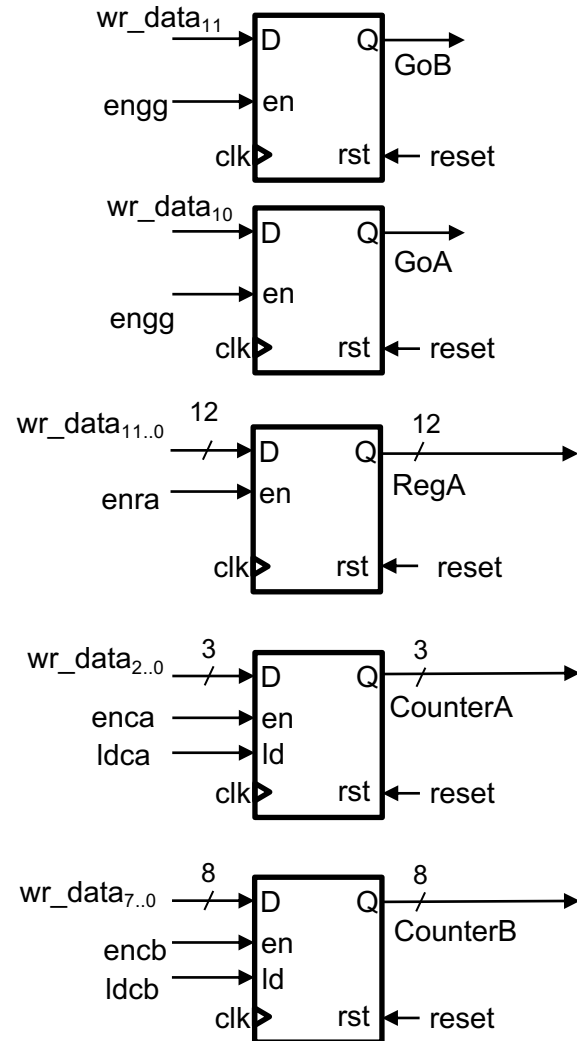 wr_data₁₁
D Q
GoB
engg en
clk rst reset
wr_data₁₀
D Q
GoA
en
engg
clk rst reset
12 12
wr_data₁₁..₀
D Q
RegA
enra en
clk rst reset
3 3
wr_data₂..₀
D Q
CounterA
enca en
ldca ld
clk rst reset
8 8
wr_data₇..₀
D Q
CounterB
encb en
ldcb ld
clk rst reset